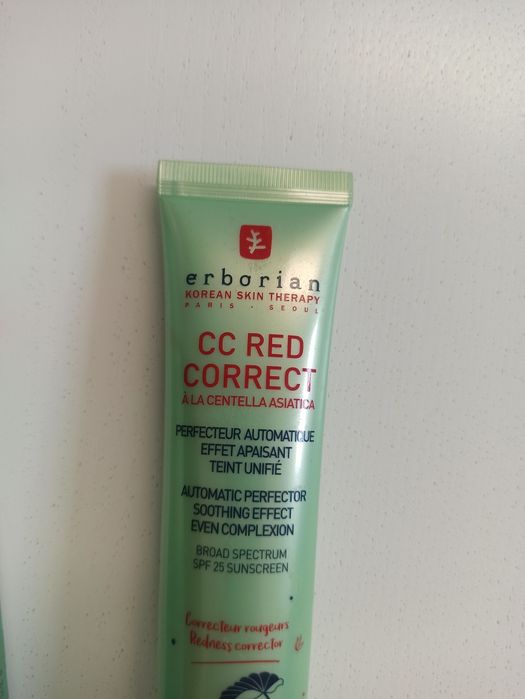 erborian
KOREAN SKIN THERAPY
PARIS - SEOUL
CC RED
CORRECT
À LA CENTELLA ASIATICA
PERFECTEUR AUTOMATIQUE
EFFET APAISANT
TEINT UNIFIÉ
AUTOMATIC PERFECTOR
SOOTHING EFFECT
EVEN COMPLEXION
BROAD SPECTRUM
SPF 25 SUNSCREEN
Correcteur rougeurs
Redness corrector